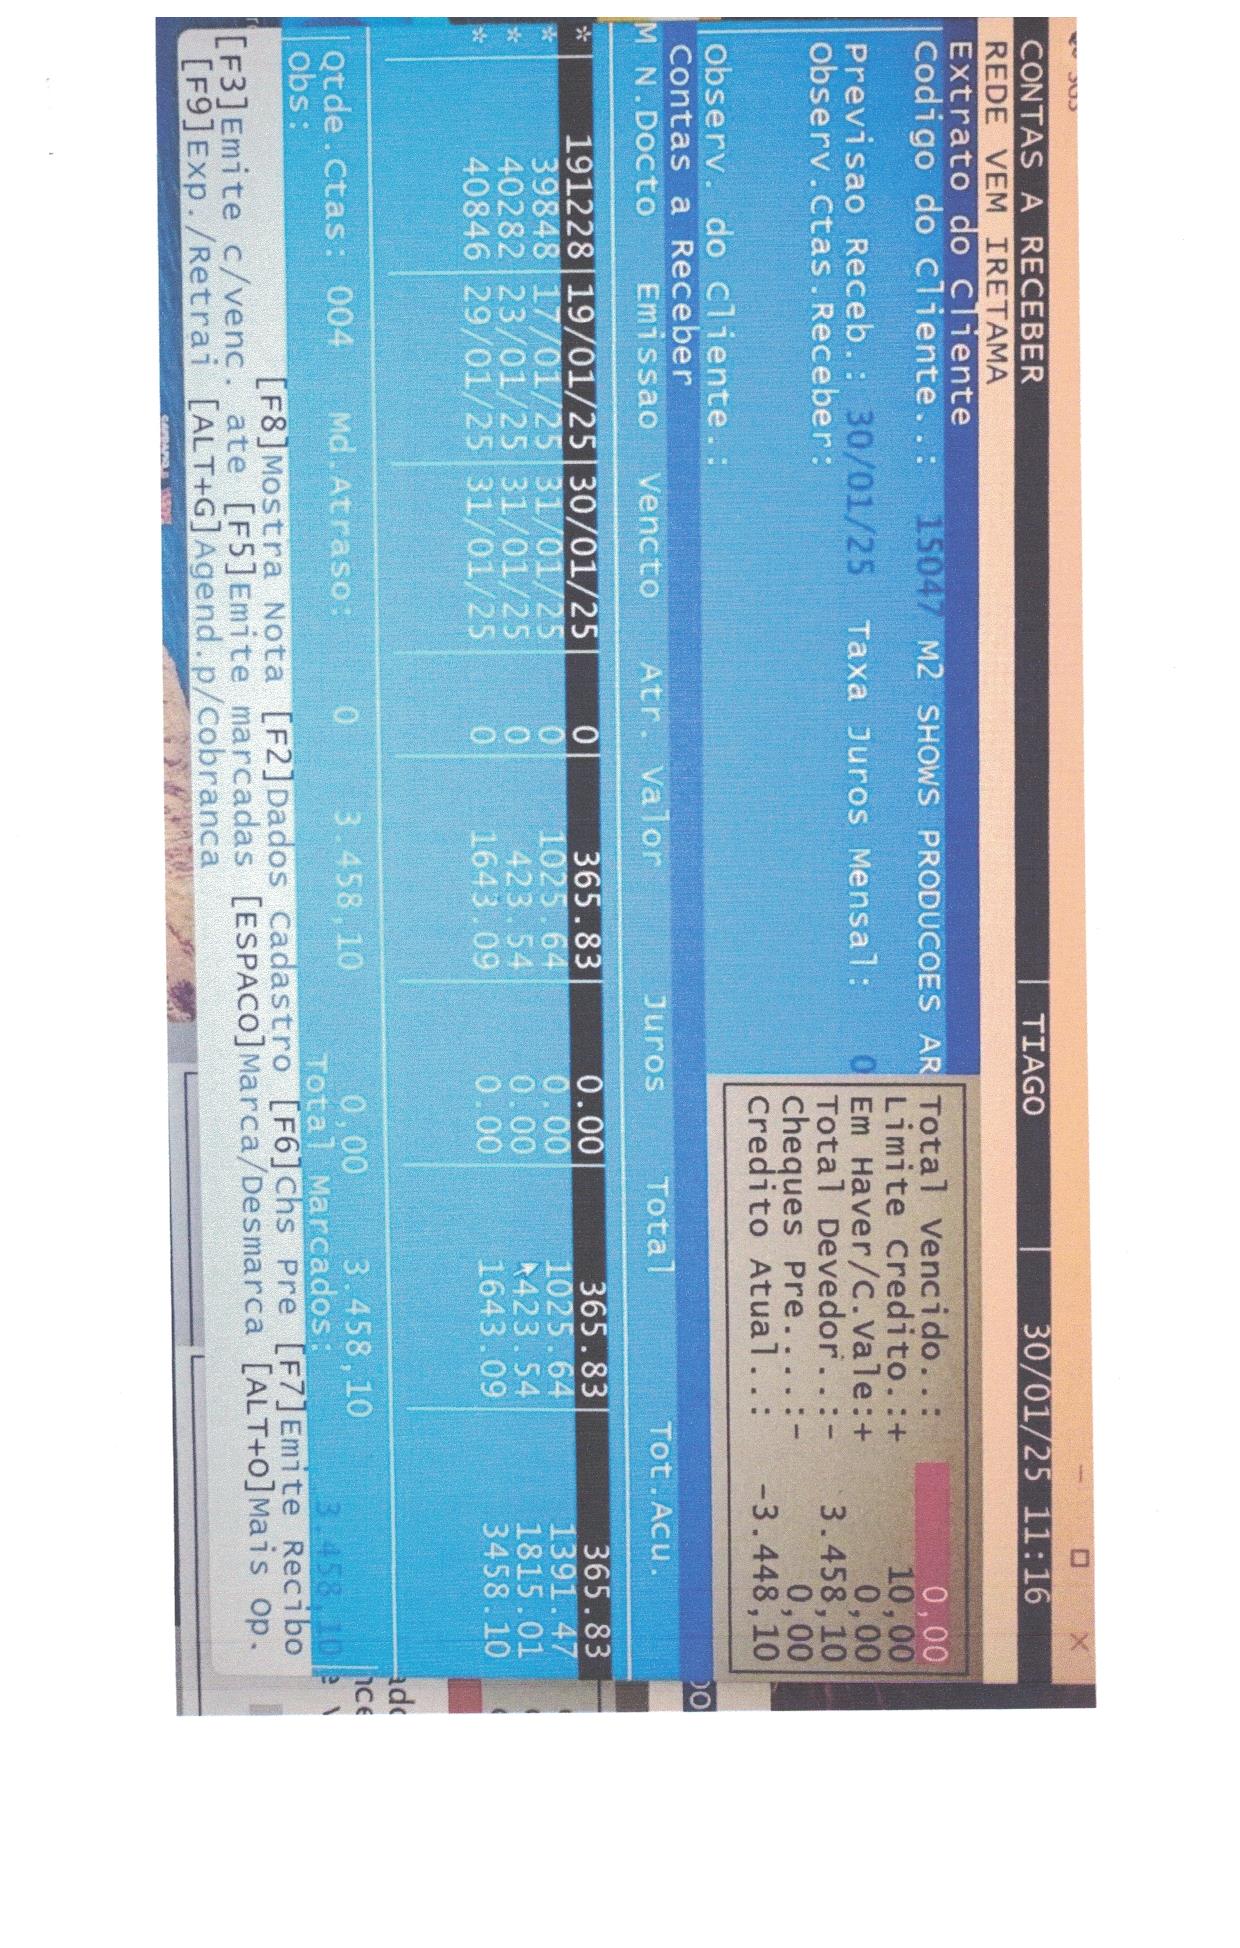 CONTAS A RECEBER | TIAGO | 30/01/25 11:16
REDE VEM IRETAMA
Extrato do Cliente
Codigo do Cliente..: 15047 M2 SHOWS PRODUCOES AR
Previsao Receb.: 30/01/25 Taxa Juros Mensal: 0
Observ.Ctas.Receber:
Observ. do Cliente.:
Total Vencido..: 0,00
Limite Credito.:+ 10,00
Em Haver/C.Vale:+ 0,00
Total Devedor..:- 3.458,10
Cheques Pre....:- 0,00
Credito Atual..: -3.448,10
Contas a Receber
M N.Docto Emissao Vencto Atr. Valor Juros Total Tot.Acu.
* 191228|19/01/25|30/01/25| 0| 365.83| 0.00| 365.83| 365.83
* 39848 17/01/25 31/01/25 0 1025.64 0.00 1025.64 1391.47
* 40282 23/01/25 31/01/25 0 423.54 0.00 423.54 1815.01
* 40846 29/01/25 31/01/25 0 1643.09 0.00 1643.09 3458.10
Qtde.Ctas: 004 Md.Atraso: 0 3.458,10 0,00 3.458,10
Obs: Total Marcados: 3.458,10
[F8]Mostra Nota [F2]Dados Cadastro [F6]Chs Pre [F7]Emite Recibo
[F3]Emite c/venc. ate [F5]Emite marcadas [ESPACO]Marca/Desmarca [ALT+O]Mais Op.
[F9]Exp./Retrai [ALT+G]Agend.p/Cobranca